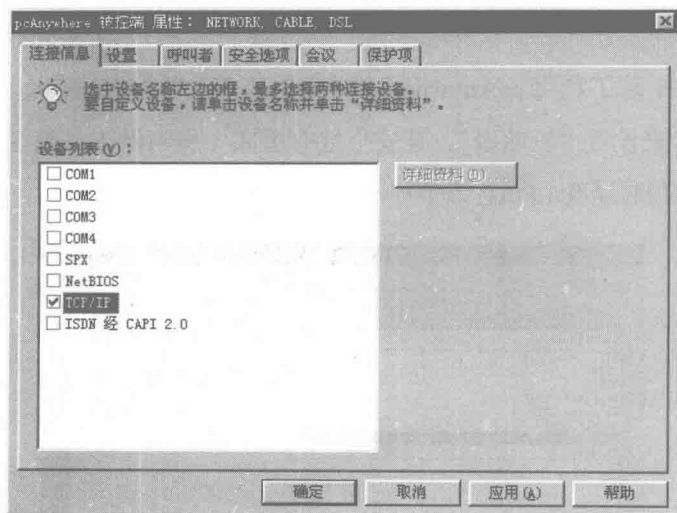 pcAnywhere 被控端 属性： NETWORK, CABLE, DSL
连接信息 设置 呼叫者 安全选项 会议 保护项
选中设备名称左边的框，最多选择两种连接设备。
要自定义设备，请单击设备名称并单击“详细资料”。
设备列表(V)：
详细资料(D)...
COM1
COM2
COM3
COM4
SPX
NetBIOS
TCP/IP
ISDN 经 CAPI 2.0
确定 取消 应用(A) 帮助